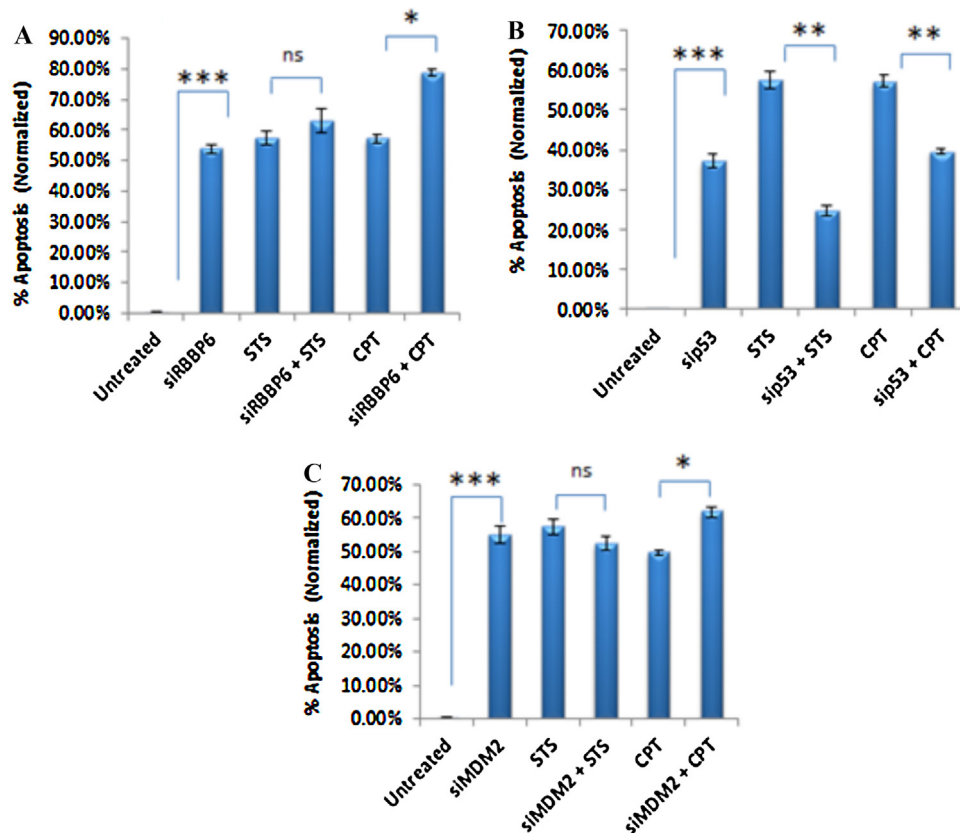 A
% Apoptosis (Normalized)
90.00%
80.00%
70.00%
60.00%
50.00%
40.00%
30.00%
20.00%
10.00%
0.00%
***
ns
*
Untreated
siRBBP6
STS
siRBBP6 + STS
CPT
siRBBP6 + CPT
B
% Apoptosis (Normalized)
70.00%
60.00%
50.00%
40.00%
30.00%
20.00%
10.00%
0.00%
***
**
**
Untreated
sip53
STS
sip53 + STS
CPT
sip53 + CPT
C
% Apoptosis (Normalized)
70.00%
60.00%
50.00%
40.00%
30.00%
20.00%
10.00%
0.00%
***
ns
*
Untreated
siMDM2
STS
siMDM2 + STS
CPT
siMDM2 + CPT